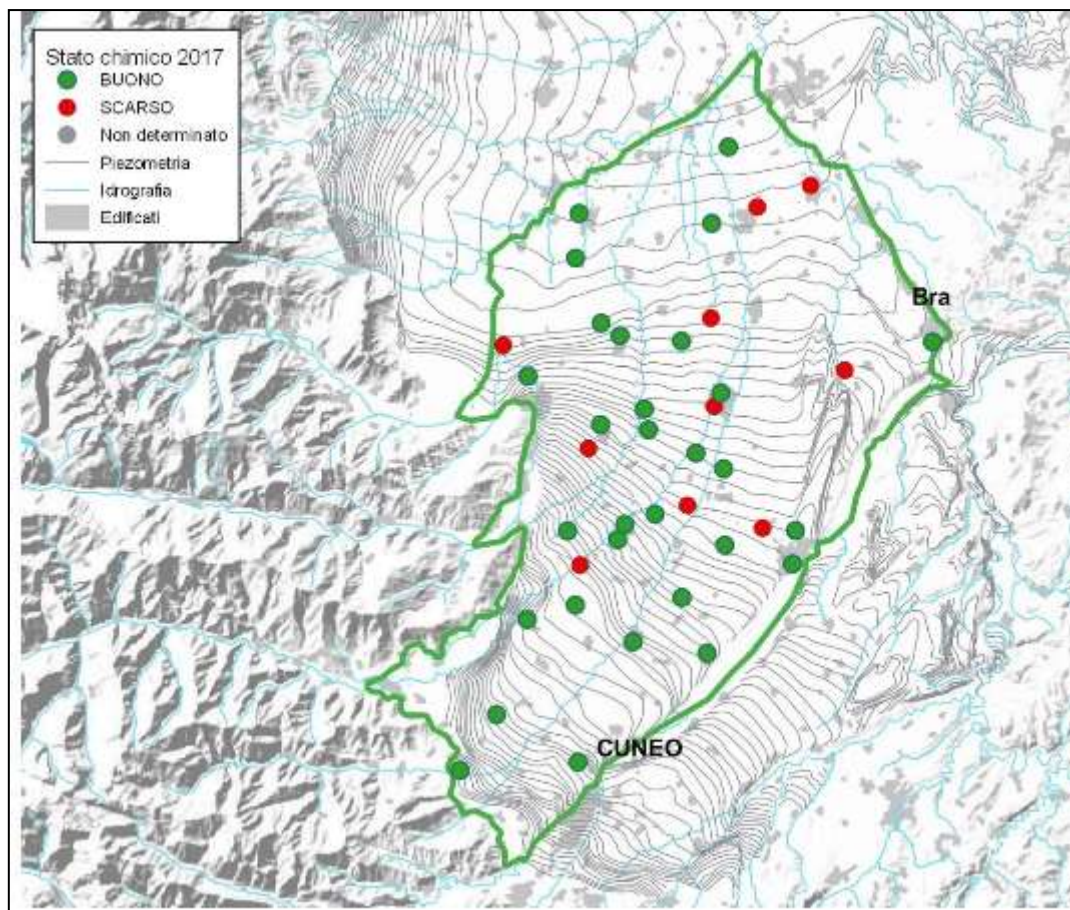 Stato chimico 2017
BUONO
SCARSO
Non determinato
Piezometria
Idrografia
Edificati
Bra
CUNEO